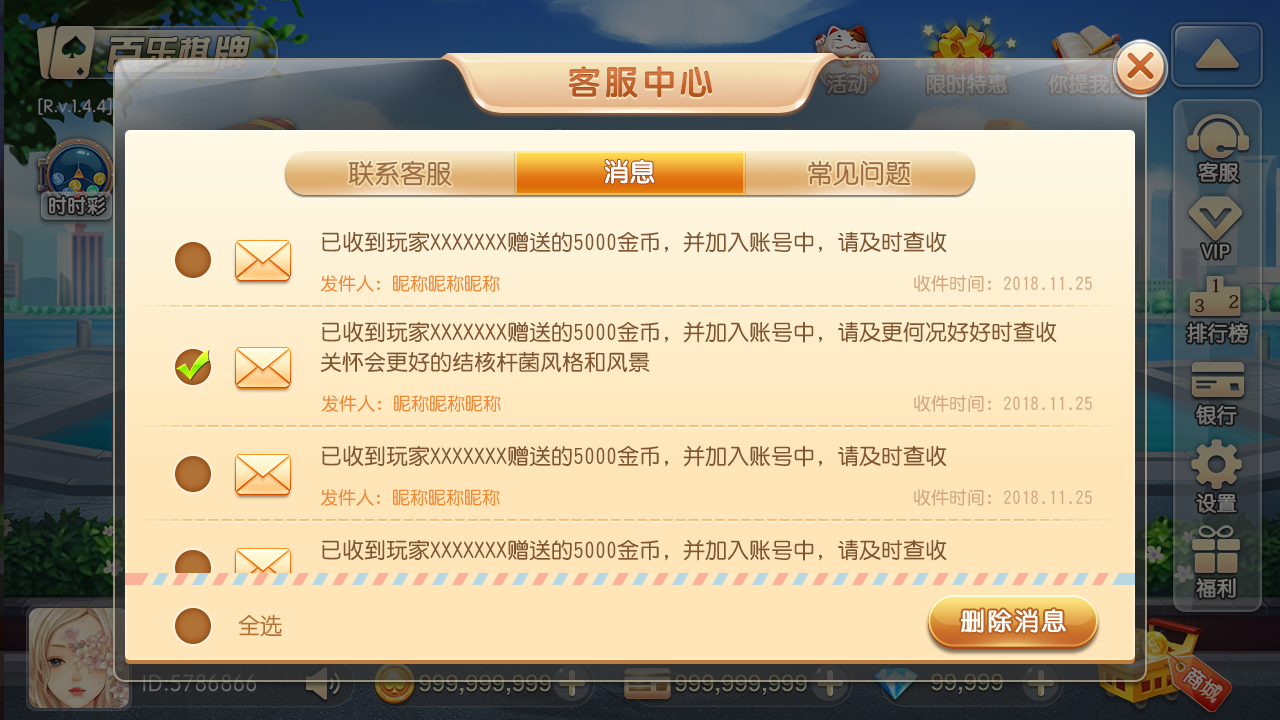 百乐棋牌
[R.v.1.4.4]
活动
限时特惠
你提我
客服中心
联系客服
消息
常见问题
已收到玩家XXXXXXX赠送的5000金币，并加入账号中，请及时查收
发件人：昵称昵称昵称
收件时间：2018.11.25
已收到玩家XXXXXXX赠送的5000金币，并加入账号中，请及更何况好好时查收
关怀会更好的结核杆菌风格和风景
发件人：昵称昵称昵称
收件时间：2018.11.25
已收到玩家XXXXXXX赠送的5000金币，并加入账号中，请及时查收
发件人：昵称昵称昵称
收件时间：2018.11.25
已收到玩家XXXXXXX赠送的5000金币，并加入账号中，请及时查收
全选
删除消息
时时彩
客服
VIP
1
3 2
排行榜
银行
设置
福利
ID.5786866
999,999,999
999,999,999
99,999
商城